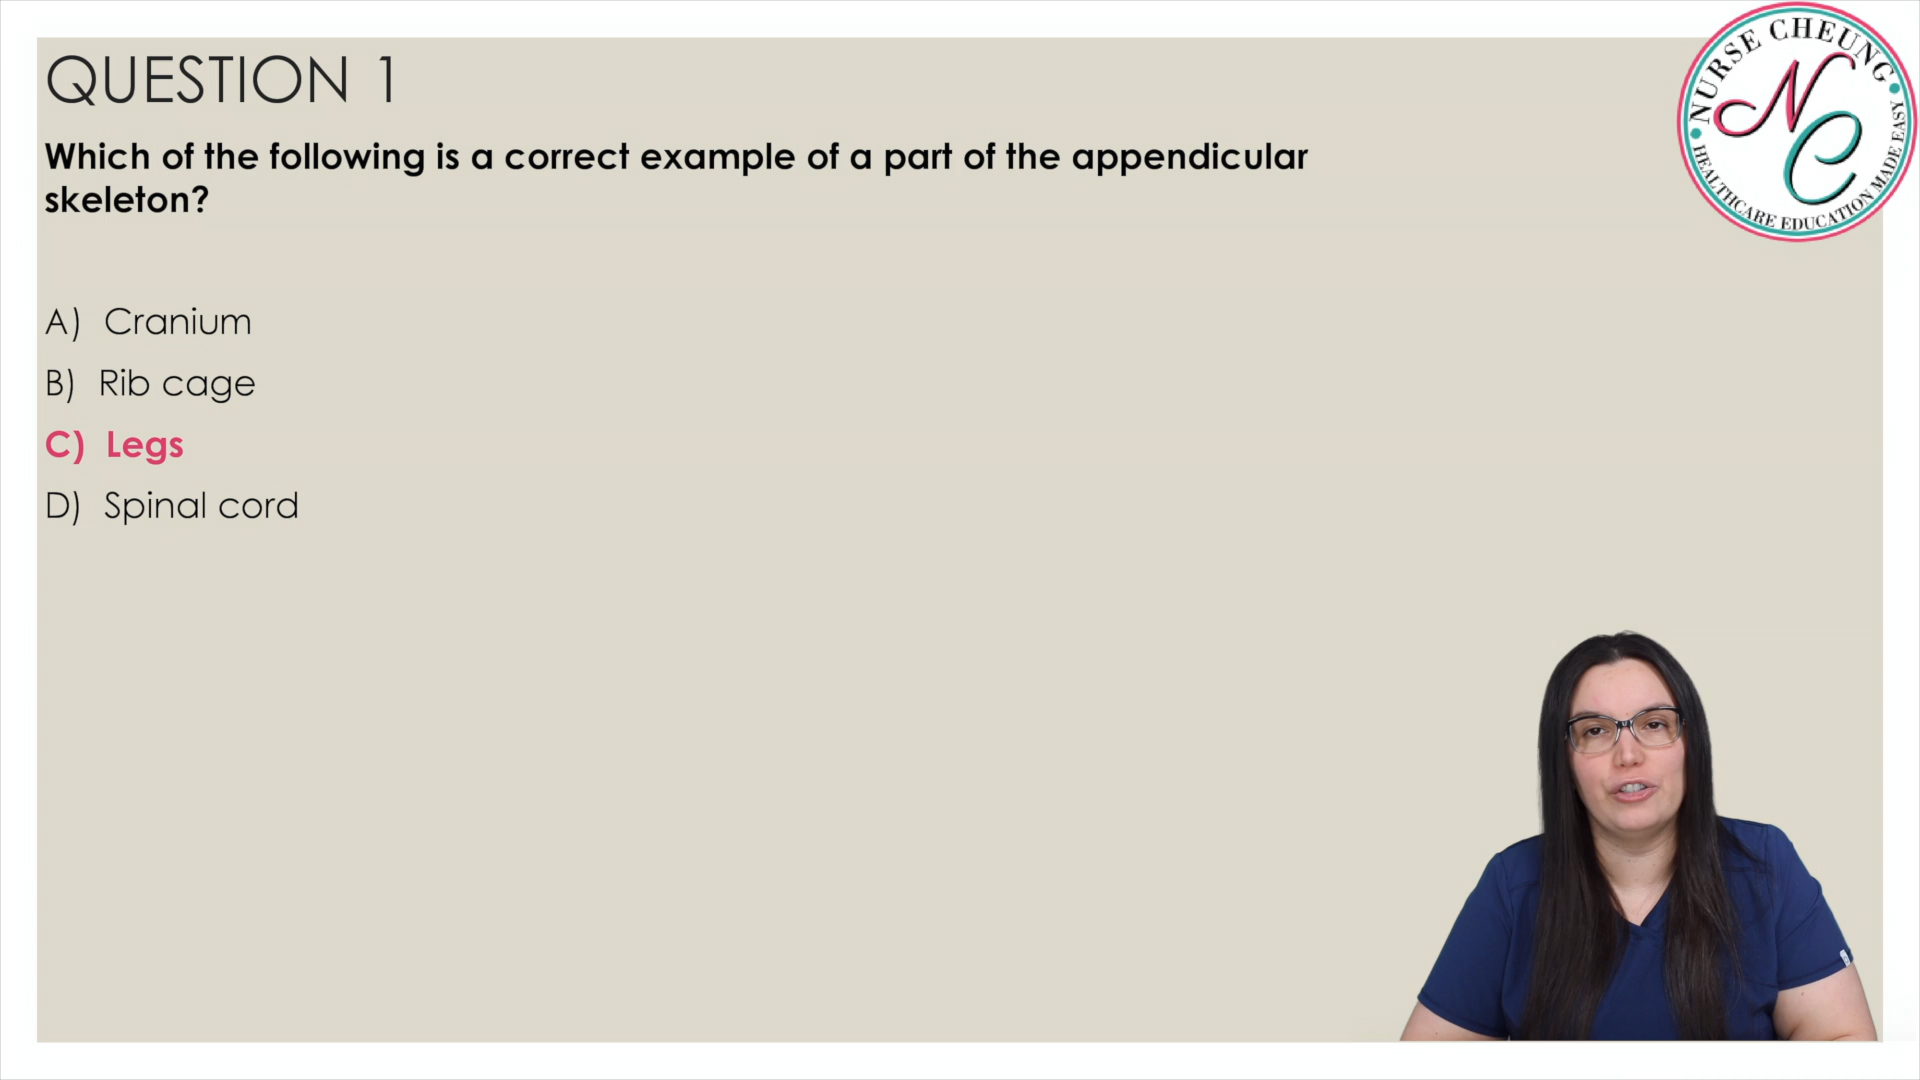 QUESTION 1
Which of the following is a correct example of a part of the appendicular
skeleton?
A) Cranium
B) Rib cage
C) Legs
D) Spinal cord
NURSE CHEUNG
NC
HEALTHCARE EDUCATION MADE EASY